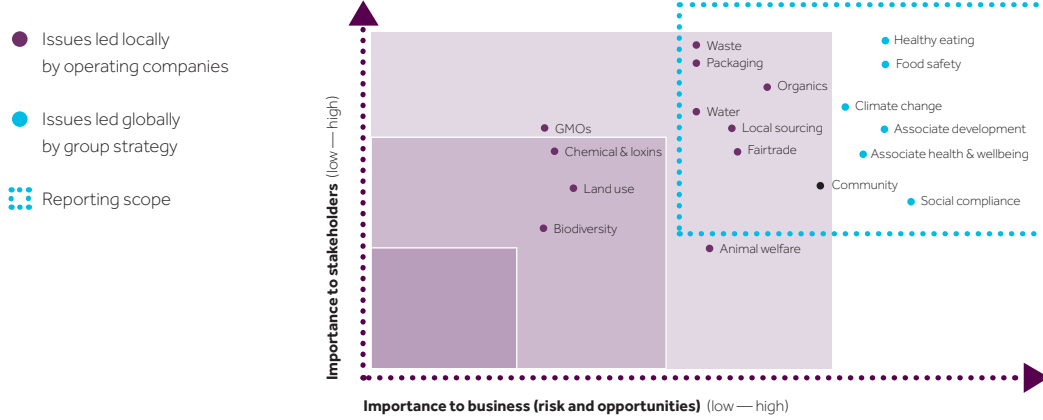 Issues led locally
by operating companies
Issues led globally
by group strategy
Reporting scope
Importance to stakeholders (low — high)
Waste
Packaging
Organics
Water
GMOs
Local sourcing
Chemical & loxins
Fairtrade
Land use
Biodiversity
Animal welfare
Healthy eating
Food safety
Climate change
Associate development
Associate health & wellbeing
Community
Social compliance
Importance to business (risk and opportunities) (low — high)